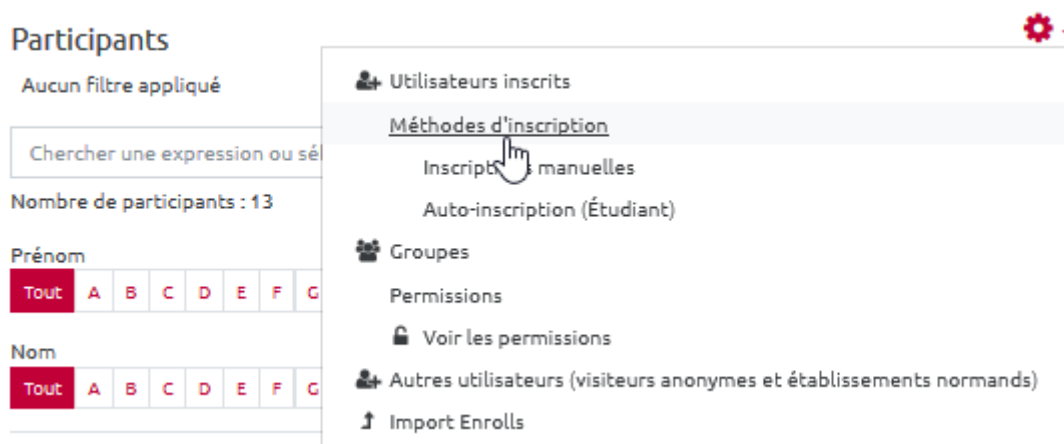 Participants
Aucun filtre appliqué
Chercher une expression ou sél
Nombre de participants : 13
Prénom
Tout A B C D E F G
Nom
Tout A B C D E F G
Utilisateurs inscrits
Méthodes d'inscription
manuelles
Auto-inscription (Étudiant)
Groupes
Permissions
Voir les permissions
Autres utilisateurs (visiteurs anonymes et établissements normands)
Import Enrolls